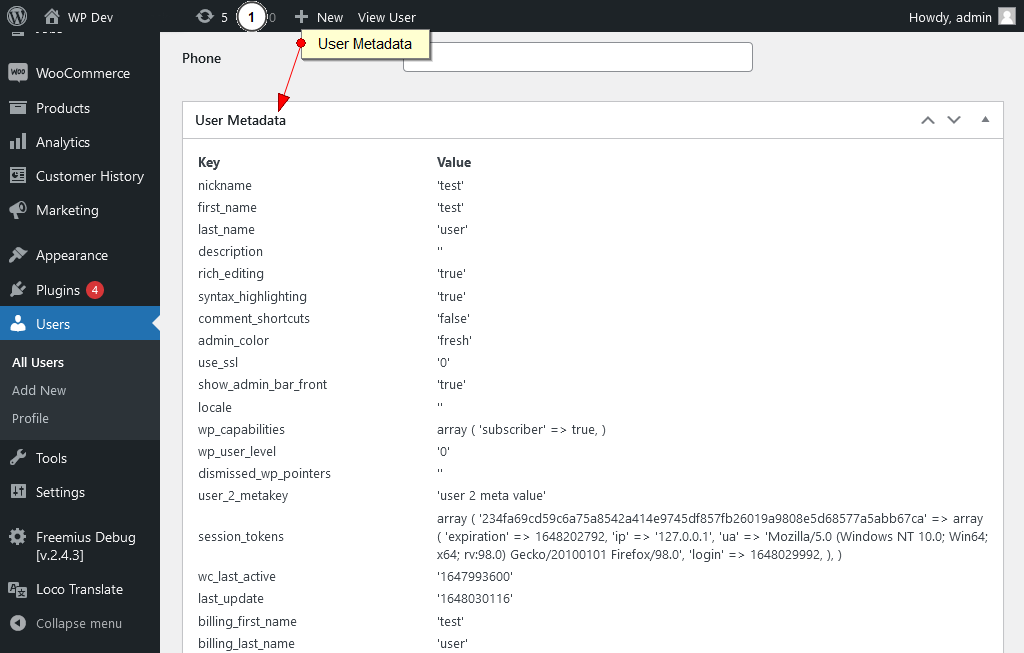 WP Dev
5
1
0
New
View User
Howdy, admin
User Metadata
WooCommerce
Products
Analytics
Customer History
Marketing
Appearance
Plugins 4
Users
All Users
Add New
Profile
Tools
Settings
Freemius Debug
[v.2.4.3]
Loco Translate
Collapse menu
Phone
User Metadata
Key Value
nickname 'test'
first_name 'test'
last_name 'user'
description ''
rich_editing 'true'
syntax_highlighting 'true'
comment_shortcuts 'false'
admin_color 'fresh'
use_ssl '0'
show_admin_bar_front 'true'
locale ''
wp_capabilities array ( 'subscriber' => true, )
wp_user_level '0'
dismissed_wp_pointers ''
user_2_metakey 'user 2 meta value'
session_tokens
array ( '234fa69cd59c6a75a8542a414e9745df857fb26019a9808e5d68577a5abb67ca' => array
( 'expiration' => 1648202792, 'ip' => '127.0.0.1', 'ua' => 'Mozilla/5.0 (Windows NT 10.0; Win64;
x64; rv:98.0) Gecko/20100101 Firefox/98.0', 'login' => 1648029992, ), )
wc_last_active '1647993600'
last_update '1648030116'
billing_first_name 'test'
billing_last_name 'user'